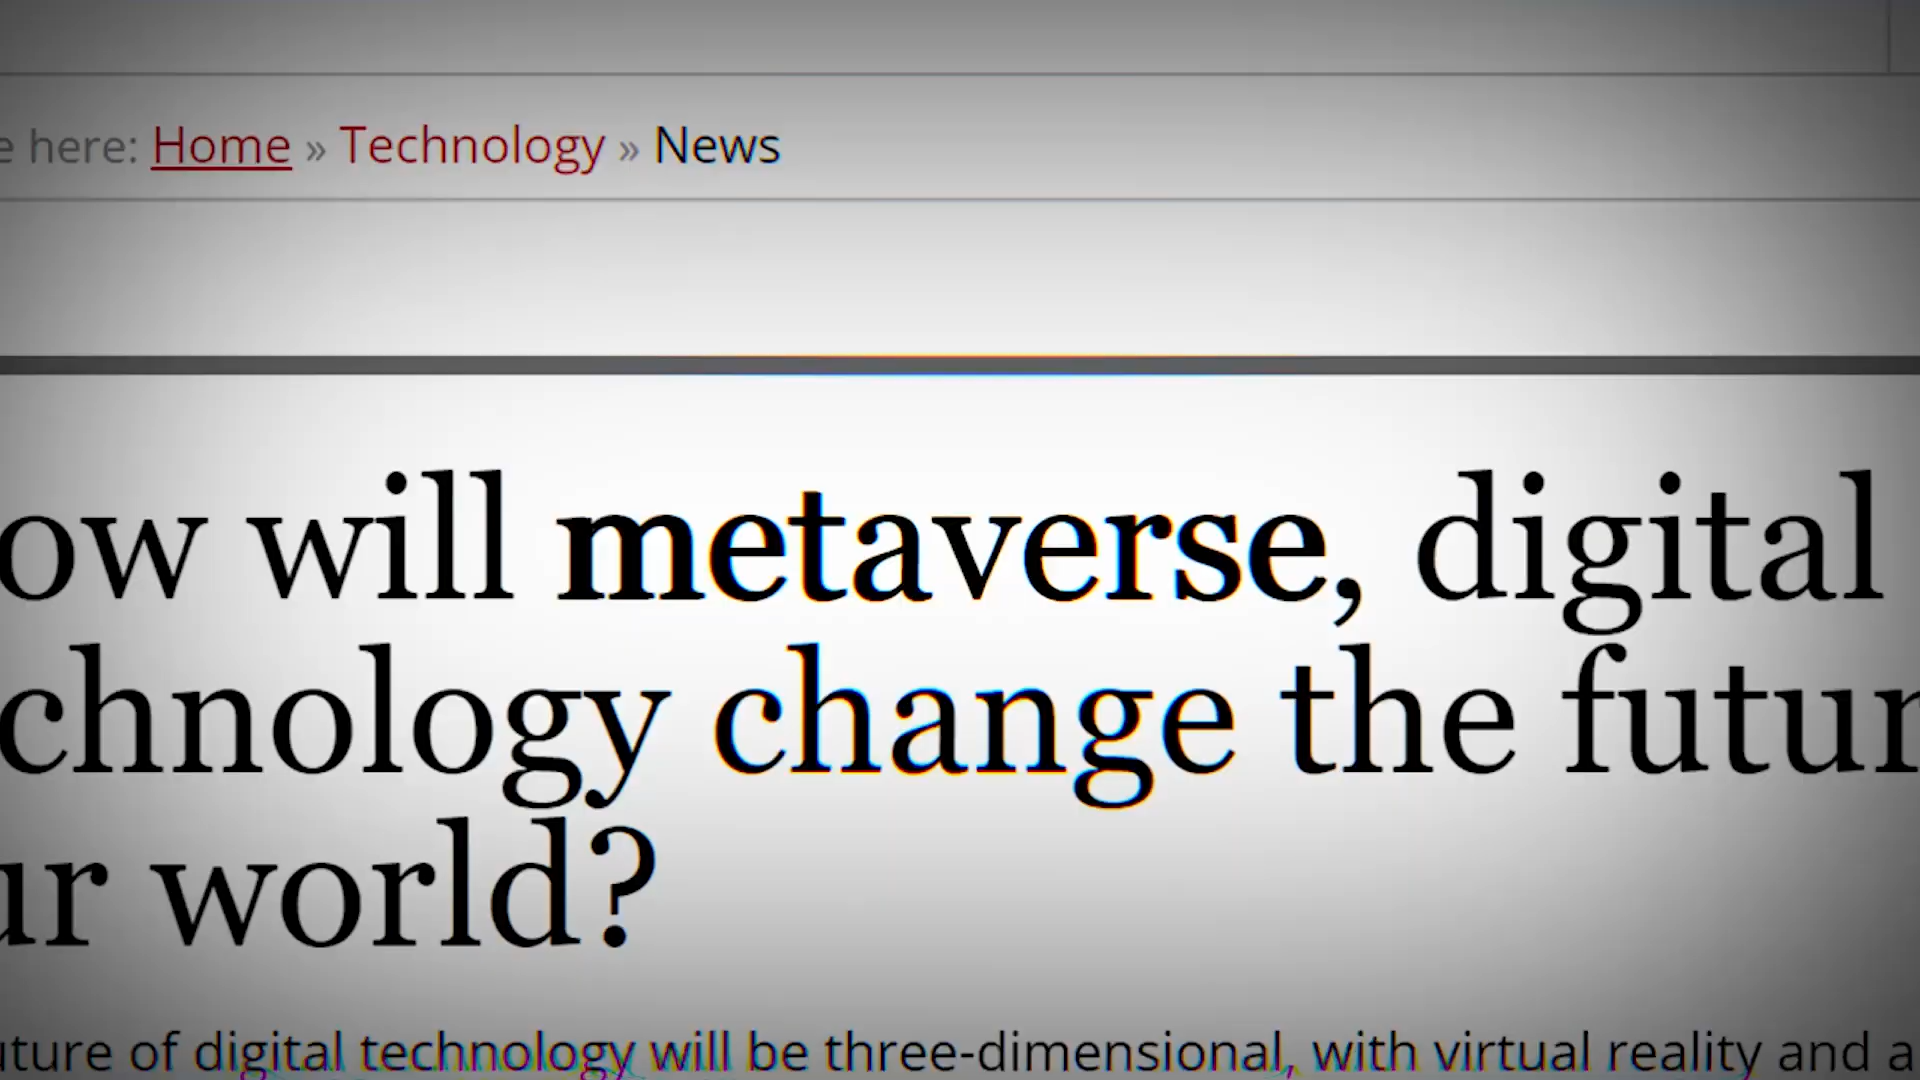 e here: Home » Technology » News
ow will metaverse, digital
chnology change the futur
ur world?
uture of digital technology will be three-dimensional, with virtual reality and a